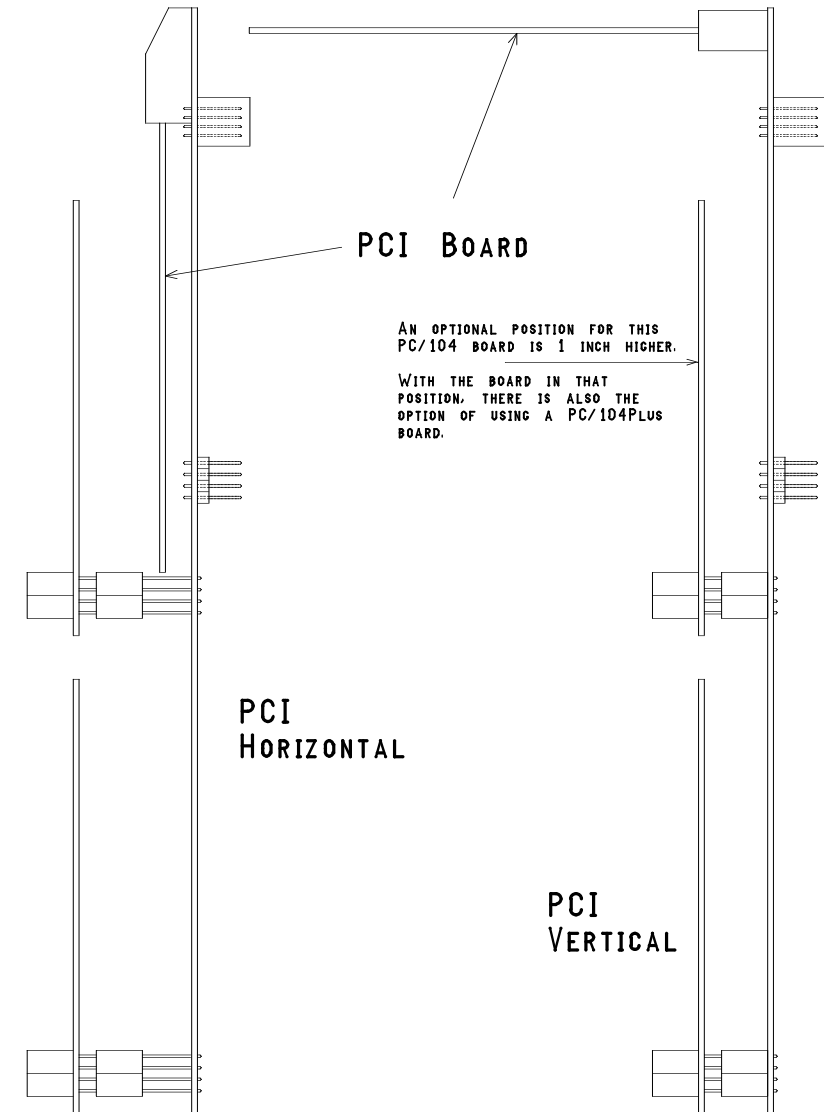 PCI BOARD
AN OPTIONAL POSITION FOR THIS
PC/104 BOARD IS 1 INCH HIGHER.
WITH THE BOARD IN THAT
POSITION, THERE IS ALSO THE
OPTION OF USING A PC/104PLUS
BOARD.
PCI
HORIZONTAL
PCI
VERTICAL